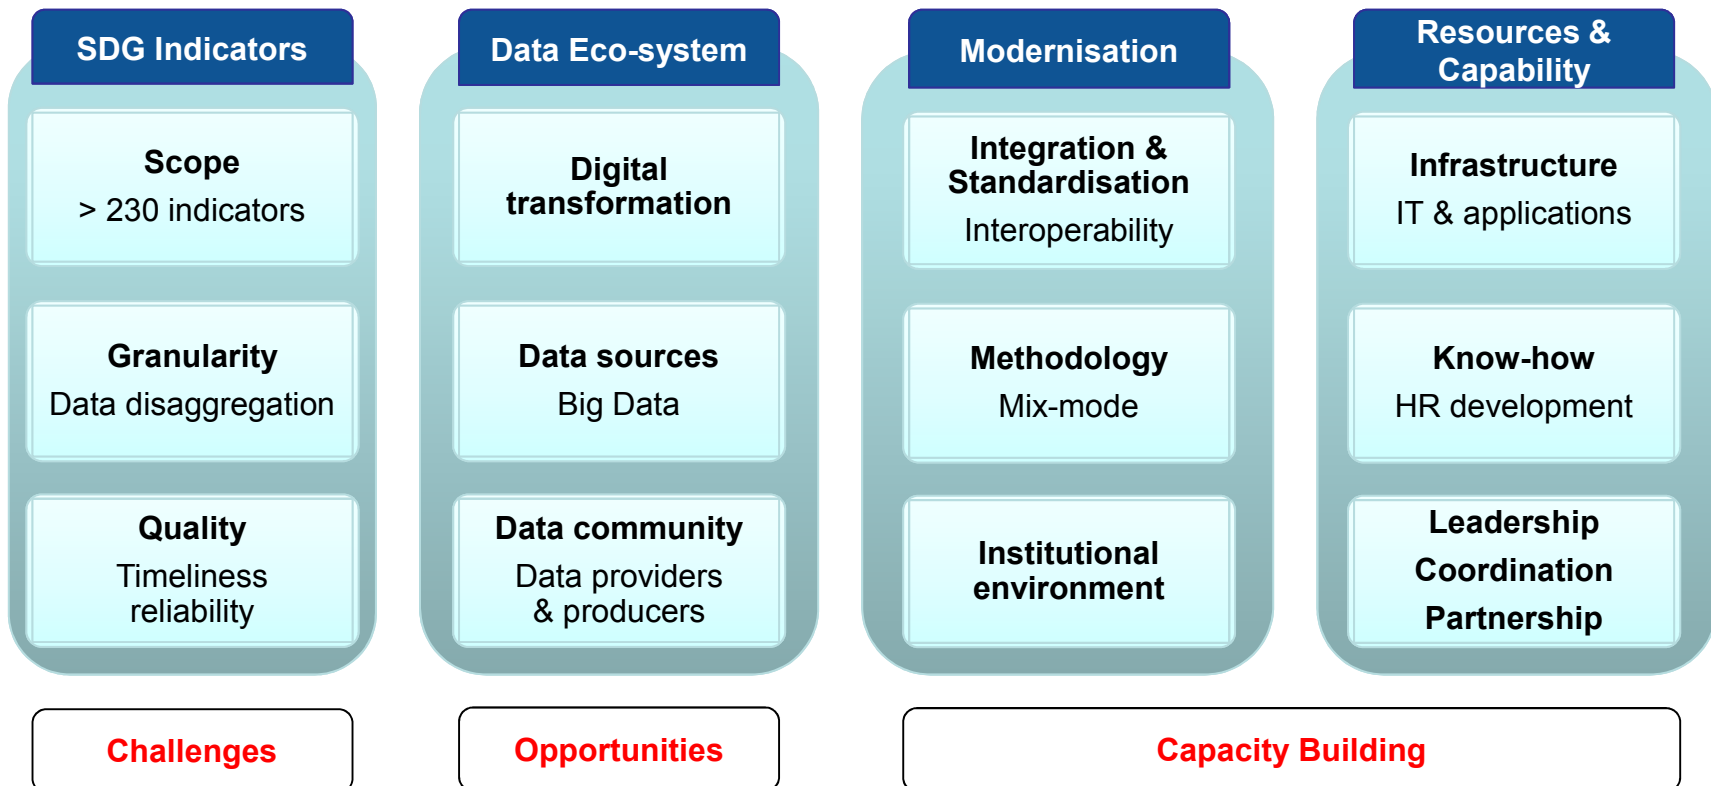 SDG Indicators
Scope
> 230 indicators
Granularity
Data disaggregation
Quality
Timeliness
reliability
Challenges
Data Eco-system
Digital
transformation
Data sources
Big Data
Data community
Data providers
& producers
Opportunities
Modernisation
Integration &
Standardisation
Interoperability
Methodology
Mix-mode
Institutional
environment
Resources &
Capability
Infrastructure
IT & applications
Know-how
HR development
Leadership
Coordination
Partnership
Capacity Building